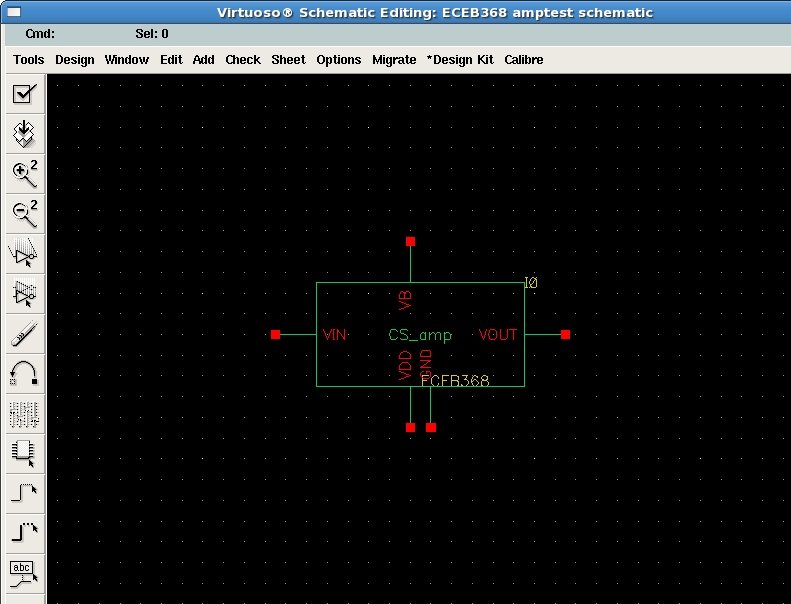 Virtuoso® Schematic Editing: ECEB368 amptest schematic
Cmd: Sel: 0
Tools Design Window Edit Add Check Sheet Options Migrate *Design Kit Calibre
2
2
I0
VB
VIN CS_amp VOUT
VDD GND
ECEB368
abc